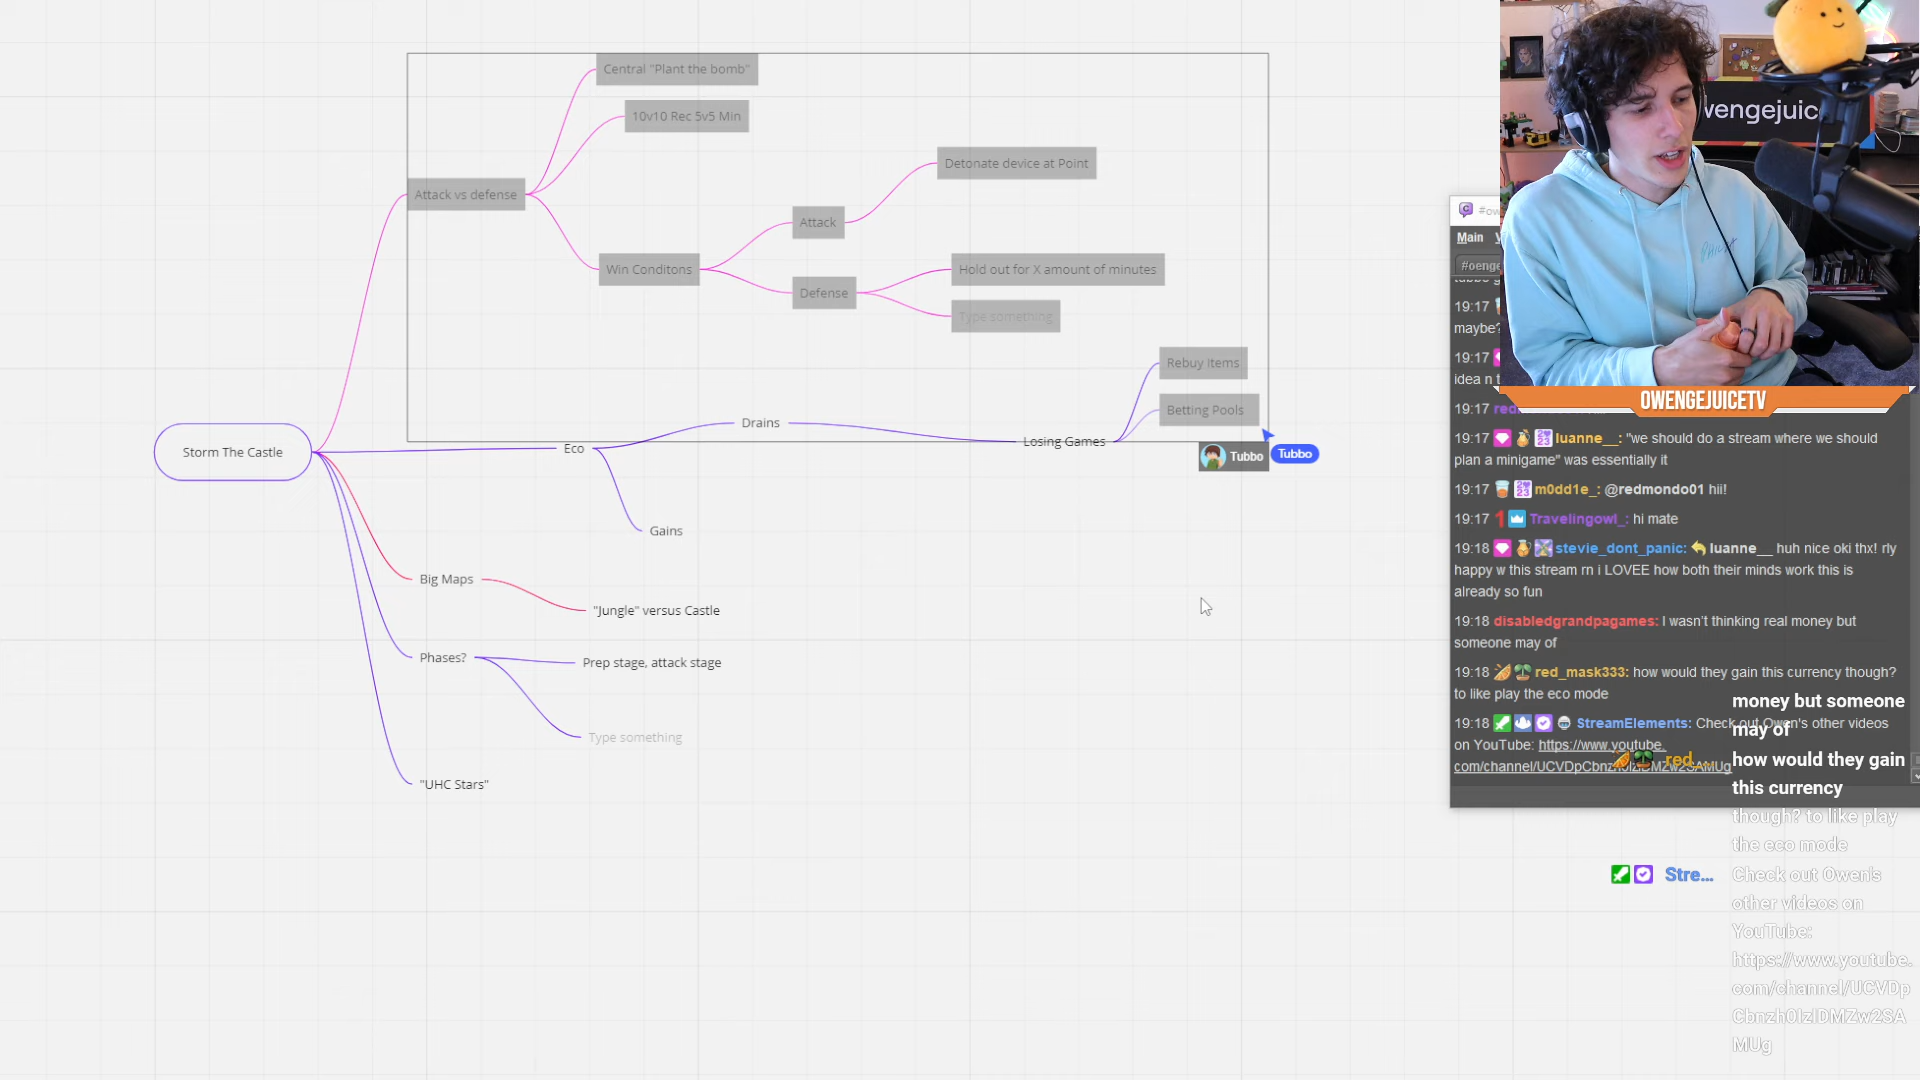 Central "Plant the bomb"
10v10 Rec 5v5 Min
Attack vs defense
Win Conditons
Attack
Detonate device at Point
Defense
Hold out for X amount of minutes
Type something
Storm The Castle
Eco
Drains
Losing Games
Rebuy Items
Betting Pools
Tubbo
Tubbo
Gains
Big Maps
"Jungle" versus Castle
Phases?
Prep stage, attack stage
Type something
"UHC Stars"
wengejuic
OWENGEJUICETV
Main
#oenge
19:17
maybe?
19:17
idea n t
19:17 red
19:17 luanne__: "we should do a stream where we should
plan a minigame" was essentially it
19:17 m0dd1e_: @redmondo01 hii!
19:17 Travelingowl_: hi mate
19:18 stevie_dont_panic: luanne__ huh nice oki thx! rly
happy w this stream rn i LOVEE how both their minds work this is
already so fun
19:18 disabledgrandpagames: I wasn't thinking real money but
someone may of
19:18 red_mask333: how would they gain this currency though?
to like play the eco mode
19:18 StreamElements: Check out Owen's other videos
on YouTube: https://www.youtube.
money but someone
may of
red_...
how would they gain
this currency
though? to like play
the eco mode
Stre...
Check out Owen's
other videos on
YouTube:
https://www.youtube.
com/channel/UCVDp
Cbnzh0IzIDMZw2SA
MUg